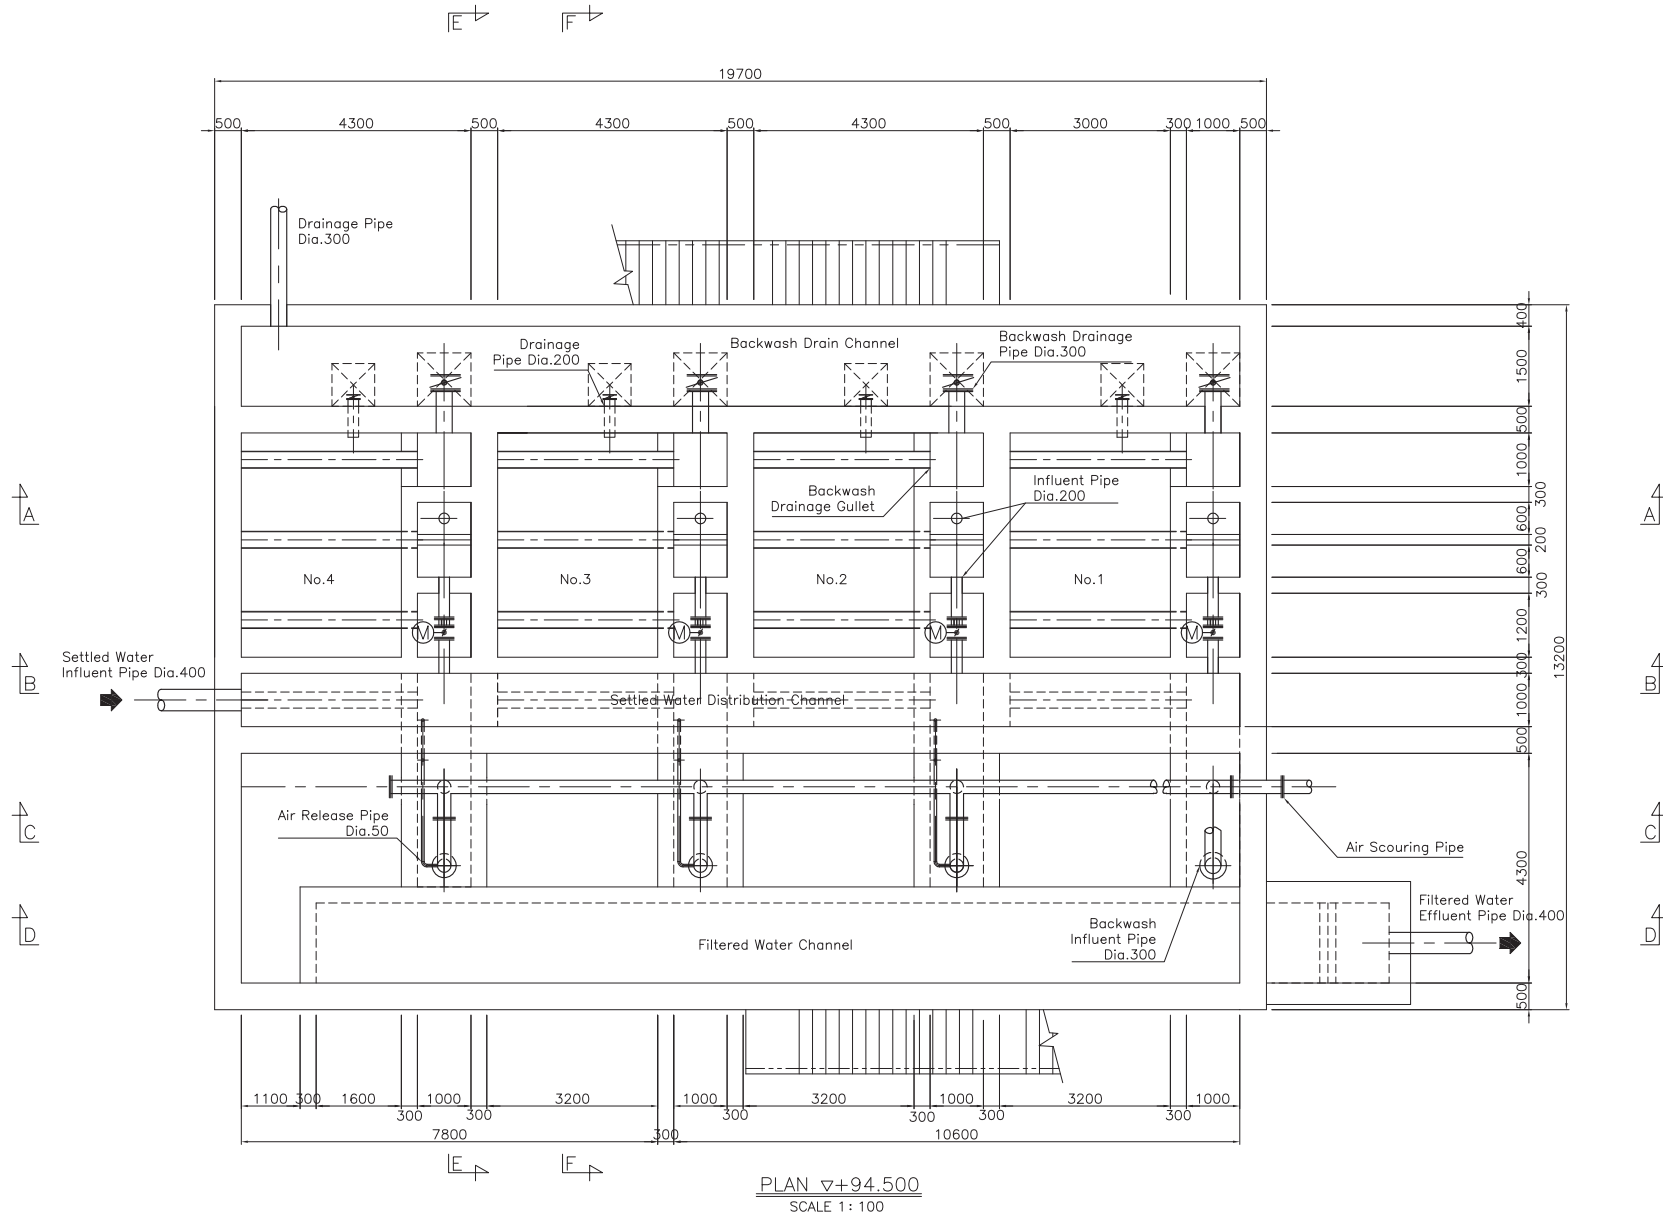 E F
19700
500 4300 500 4300 500 4300 500 3000 300 1000 500
Drainage Pipe
Dia.300
Drainage
Pipe Dia.200
Backwash Drain Channel
Backwash Drainage
Pipe Dia.300
400
1500
500
1000
300
600
200
600
300
1200
300
1000
500
4300
500
13200
Backwash
Drainage Gullet
Influent Pipe
Dia.200
A A
No.4 No.3 No.2 No.1
M M M M
Settled Water
Influent Pipe Dia.400
B B
Settled Water Distribution Channel
Air Release Pipe
Dia.50
C C
Air Scouring Pipe
Filtered Water
Effluent Pipe Dia.400
D D
Backwash
Influent Pipe
Dia.300
Filtered Water Channel
1100 300 1600 300 1000 300 3200 1000 300 3200 300 1000 300 3200 300 1000
7800 300 10600
E F
PLAN ▽+94.500
SCALE 1:100